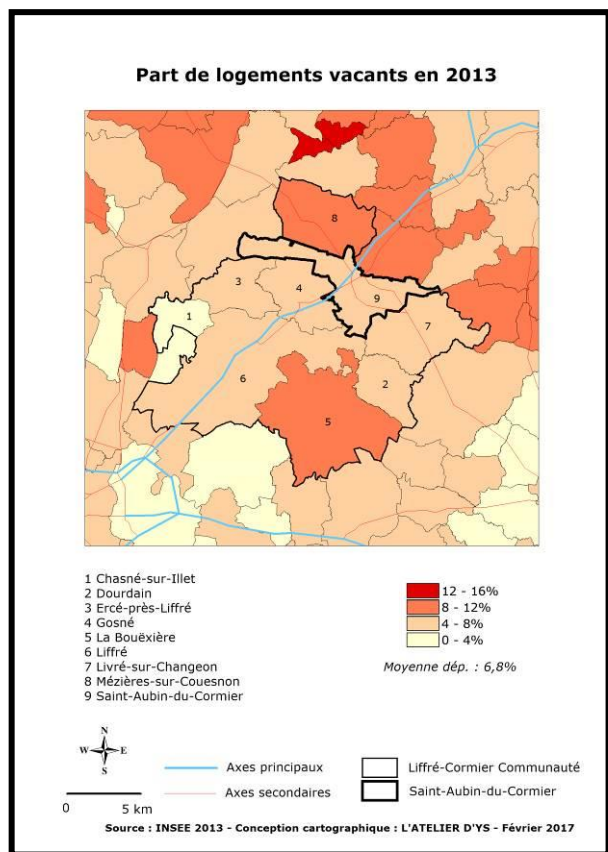 Part de logements vacants en 2013
8
3
4
1
9
7
6
2
5
1 Chasné-sur-Illet
2 Dourdain
3 Ercé-près-Liffré
4 Gosné
5 La Bouëxière
6 Liffré
7 Livré-sur-Changeon
8 Mézières-sur-Couesnon
9 Saint-Aubin-du-Cormier
12 - 16%
8 - 12%
4 - 8%
0 - 4%
Moyenne dép. : 6,8%
N
W E
S
0 5 km
Axes principaux
Axes secondaires
Liffré-Cormier Communauté
Saint-Aubin-du-Cormier
Source : INSEE 2013 - Conception cartographique : L'ATELIER D'YS - Février 2017